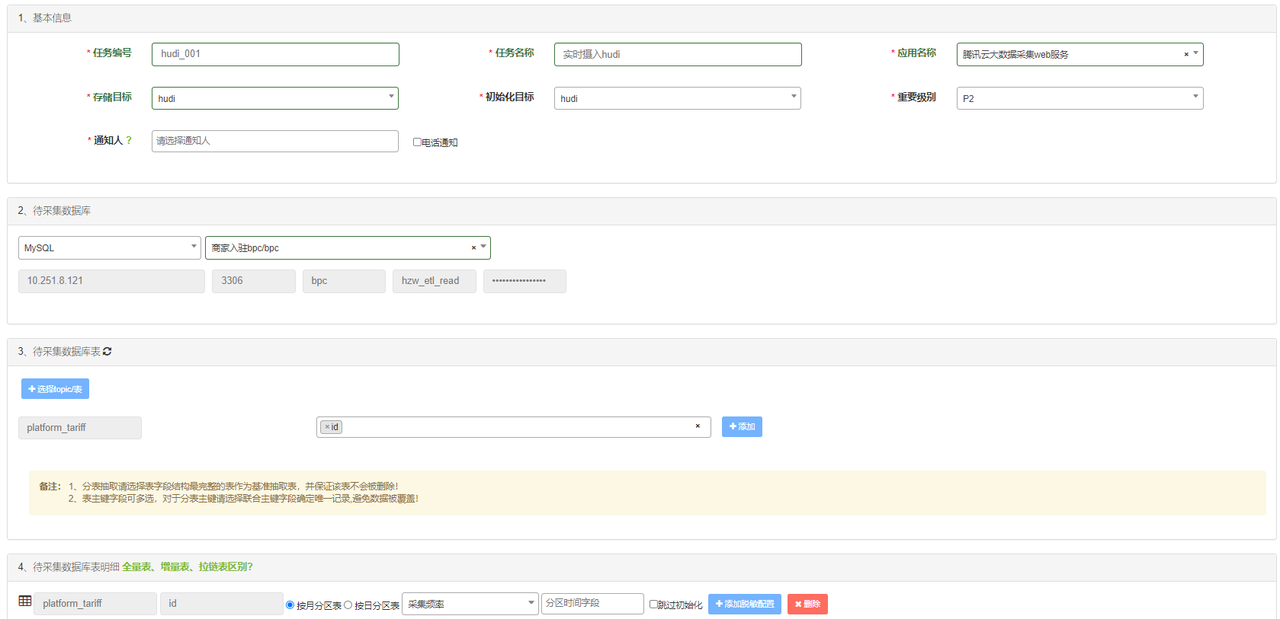 1、基本信息
* 任务编号 hudi_001 * 任务名称 实时摄入hudi * 应用名称 腾讯云大数据采集web服务 ×
* 存储目标 hudi * 初始化目标 hudi * 重要级别 P2
* 通知人 ? 请选择通知人 电话通知
2、待采集数据库
MySQL 商家入驻bpc/bpc ×
10.251.8.121 3306 bpc hzw_etl_read ••••••••••••••••
3、待采集数据库表
+ 选择topic/表
platform_tariff ×id × + 添加
备注： 1、分表抽取请选择表字段结构最完整的表作为基准抽取表，并保证该表不会被删除!
2、表主键字段可多选，对于分表主键请选择联合主键字段确定唯一记录,避免数据被覆盖!
4、待采集数据库表明细 全量表、增量表、拉链表区别?
platform_tariff id 按月分区表 按日分区表 采集频率 分区时间字段 跳过初始化 + 添加脱敏配置 × 删除